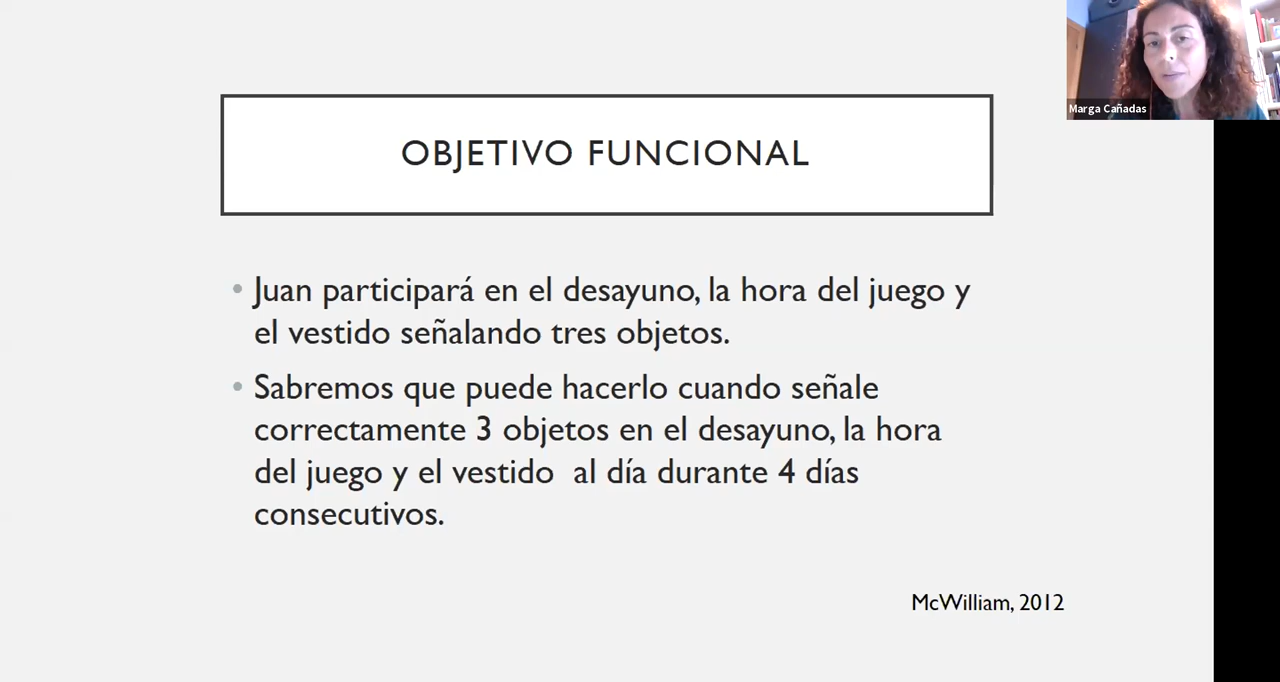 Marga Cañadas
OBJETIVO FUNCIONAL
• Juan participará en el desayuno, la hora del juego y
el vestido señalando tres objetos.
• Sabremos que puede hacerlo cuando señale
correctamente 3 objetos en el desayuno, la hora
del juego y el vestido  al día durante 4 días
consecutivos.
McWilliam, 2012